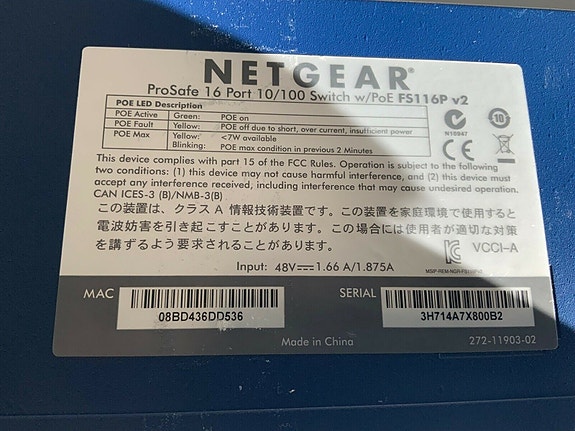 NETGEAR®
ProSafe 16 Port 10/100 Switch w/PoE FS116P v2
POE LED Description
POE Active Green: POE on
POE Fault Yellow: POE off due to short, over current, insufficient power
POE Max Yellow: <7W available
Blinking: POE max condition in previous 2 Minutes
N10947
10
This device complies with part 15 of the FCC Rules. Operation is subject to the following
two conditions: (1) this device may not cause harmful interference, and (2) this device must
accept any interference received, including interference that may cause undesired operation.
CAN ICES-3 (B)/NMB-3(B)
この装置は、クラスA 情報技術装置です。この装置を家庭環境で使用すると
電波妨害を引き起こすことがあります。この場合には使用者が適切な対策
を講ずるよう要求されることがあります。
VCCI-A
Input: 48V⎓1.66 A/1.875A
MAC
08BD436DD536
SERIAL
3H714A7X800B2
Made in China
272-11903-02